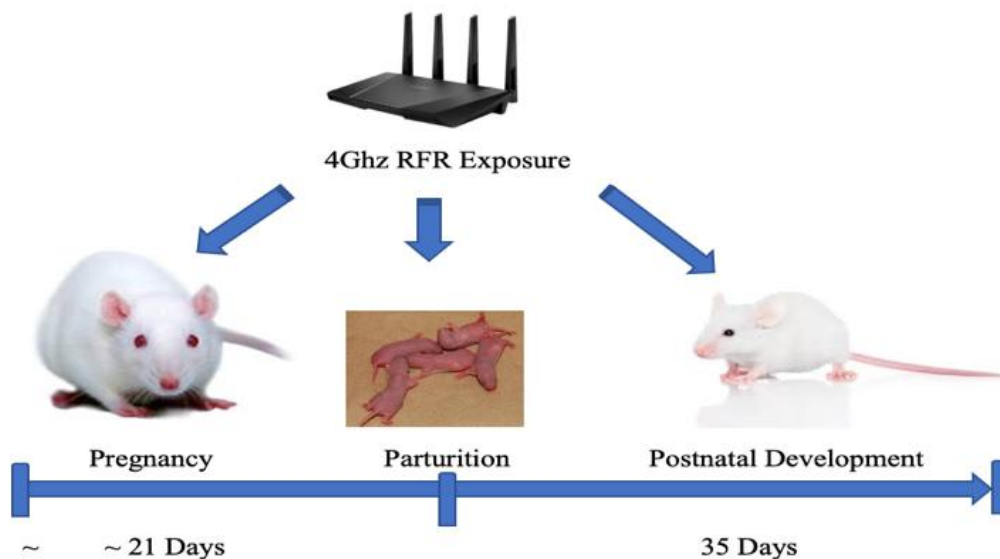 4Ghz RFR Exposure
Pregnancy
Parturition
Postnatal Development
~ ~ 21 Days
35 Days